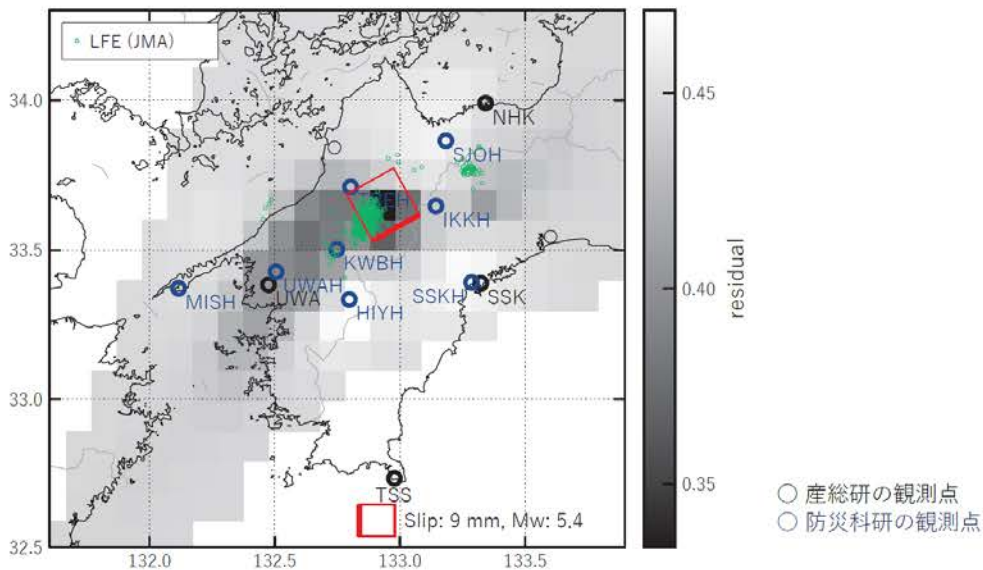 LFE (JMA)
34.0
33.5
33.0
32.5
132.0
132.5
133.0
133.5
NHK
SJOH
IKKH
KWBH
UWAH
UWA
MISH
HIYH
SSKH
SSK
TSS
Slip: 9 mm, Mw: 5.4
0.45
0.40
0.35
residual
産総研の観測点
防災科研の観測点